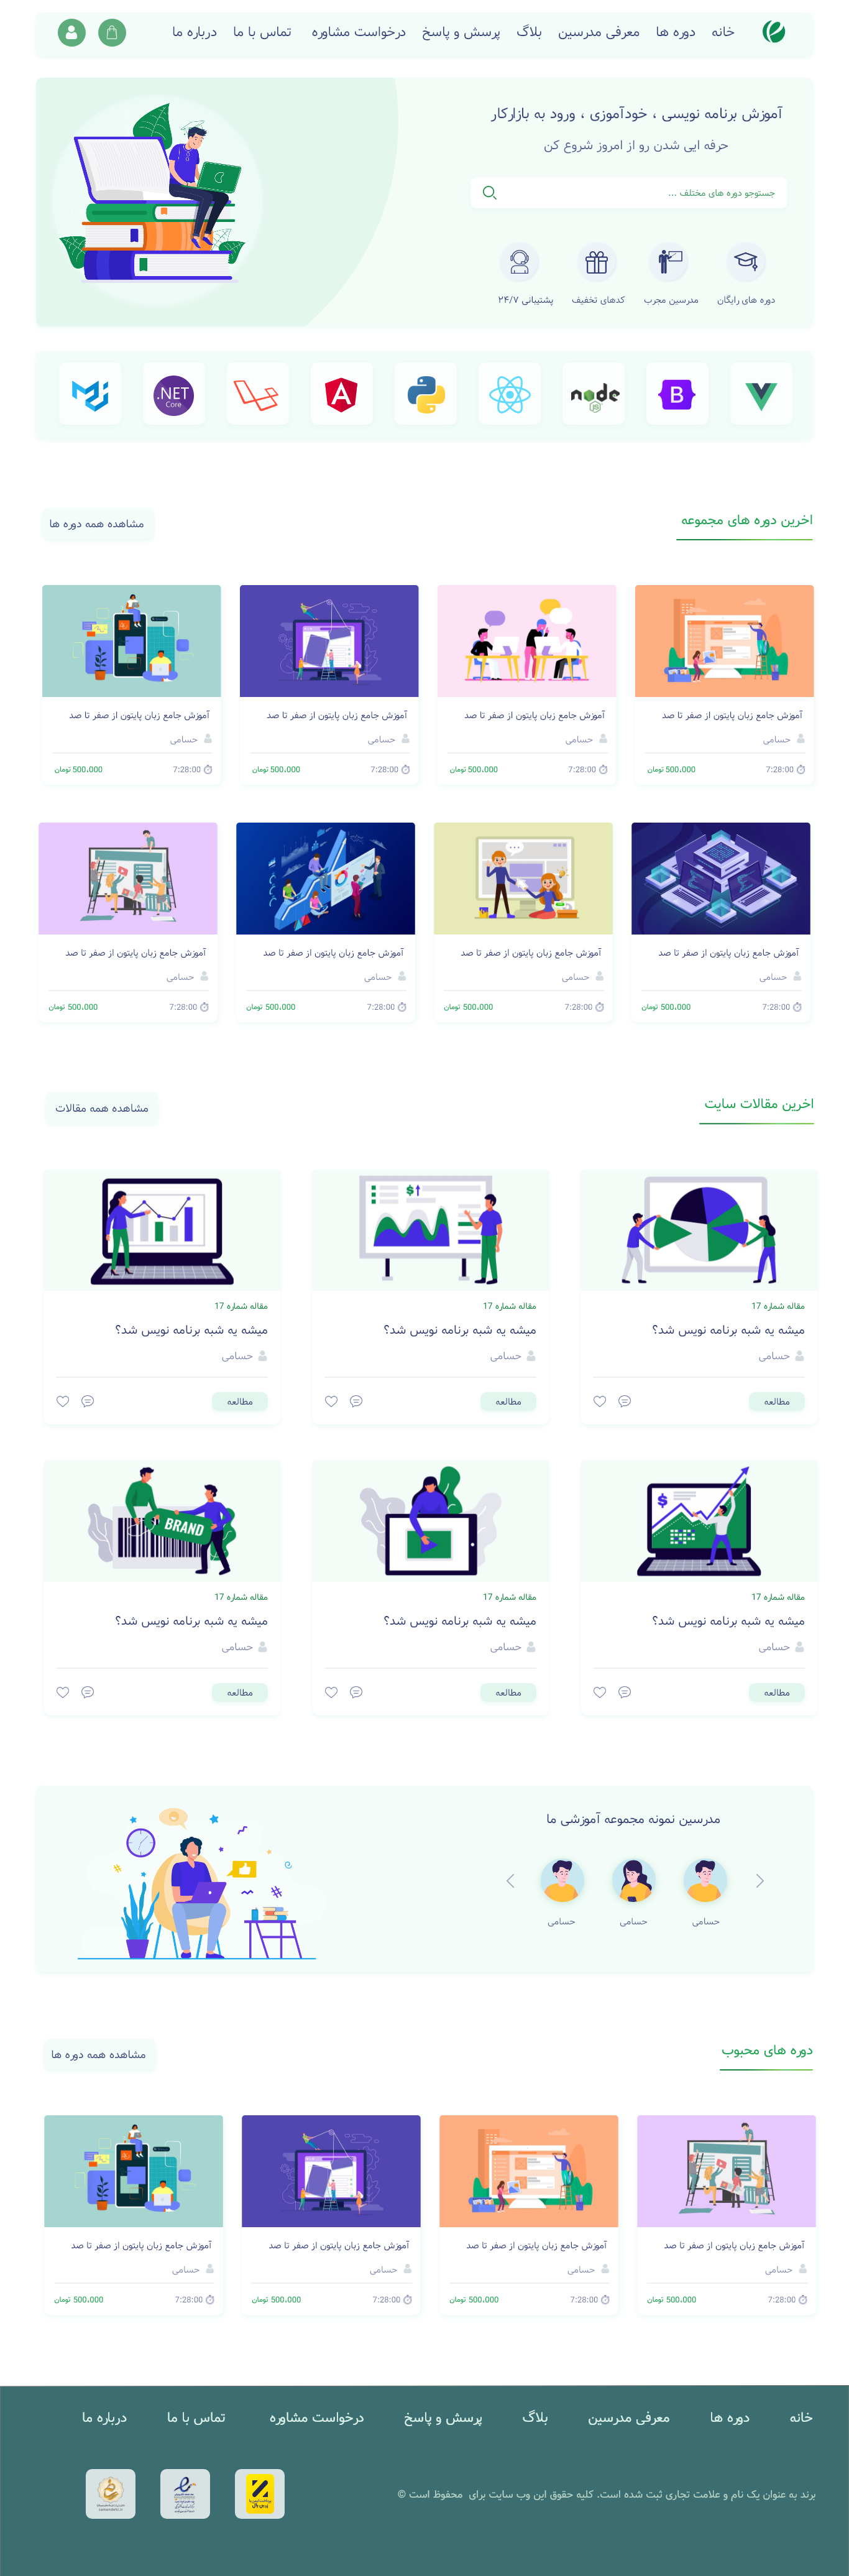 خانه
دوره ها
معرفی مدرسین
بلاگ
پرسش و پاسخ
درخواست مشاوره
تماس با ما
درباره ما
آموزش برنامه نویسی ، خودآموزی ، ورود به بازارکار
حرفه ایی شدن رو از امروز شروع کن
جستوجو دوره های مختلف ...
دوره های رایگان
مدرسین مجرب
کدهای تخفیف
پشتیبانی ۲۴/۷
B
node
JS
A
.NET
Core
اخرین دوره های مجموعه
مشاهده همه دوره ها
آموزش جامع زبان پایتون از صفر تا صد
حسامی
7:28:00
500،000 تومان
آموزش جامع زبان پایتون از صفر تا صد
حسامی
7:28:00
500،000 تومان
آموزش جامع زبان پایتون از صفر تا صد
حسامی
7:28:00
500،000 تومان
آموزش جامع زبان پایتون از صفر تا صد
حسامی
7:28:00
500،000 تومان
آموزش جامع زبان پایتون از صفر تا صد
حسامی
7:28:00
500،000 تومان
آموزش جامع زبان پایتون از صفر تا صد
حسامی
7:28:00
500،000 تومان
آموزش جامع زبان پایتون از صفر تا صد
حسامی
7:28:00
500،000 تومان
آموزش جامع زبان پایتون از صفر تا صد
حسامی
7:28:00
500،000 تومان
اخرین مقالات سایت
مشاهده همه مقالات
مقاله شماره 17
میشه یه شبه برنامه نویس شد؟
حسامی
مطالعه
$
مقاله شماره 17
میشه یه شبه برنامه نویس شد؟
حسامی
مطالعه
مقاله شماره 17
میشه یه شبه برنامه نویس شد؟
حسامی
مطالعه
$
مقاله شماره 17
میشه یه شبه برنامه نویس شد؟
حسامی
مطالعه
مقاله شماره 17
میشه یه شبه برنامه نویس شد؟
حسامی
مطالعه
BRAND
مقاله شماره 17
میشه یه شبه برنامه نویس شد؟
حسامی
مطالعه
مدرسین نمونه مجموعه آموزشی ما
حسامی
حسامی
حسامی
دوره های محبوب
مشاهده همه دوره ها
آموزش جامع زبان پایتون از صفر تا صد
حسامی
7:28:00
500،000 تومان
آموزش جامع زبان پایتون از صفر تا صد
حسامی
7:28:00
500،000 تومان
آموزش جامع زبان پایتون از صفر تا صد
حسامی
7:28:00
500،000 تومان
آموزش جامع زبان پایتون از صفر تا صد
حسامی
7:28:00
500،000 تومان
خانه
دوره ها
معرفی مدرسین
بلاگ
پرسش و پاسخ
درخواست مشاوره
تماس با ما
درباره ما
برند به عنوان یک نام و علامت تجاری ثبت شده است. کلیه حقوق این وب سایت برای محفوظ است ©